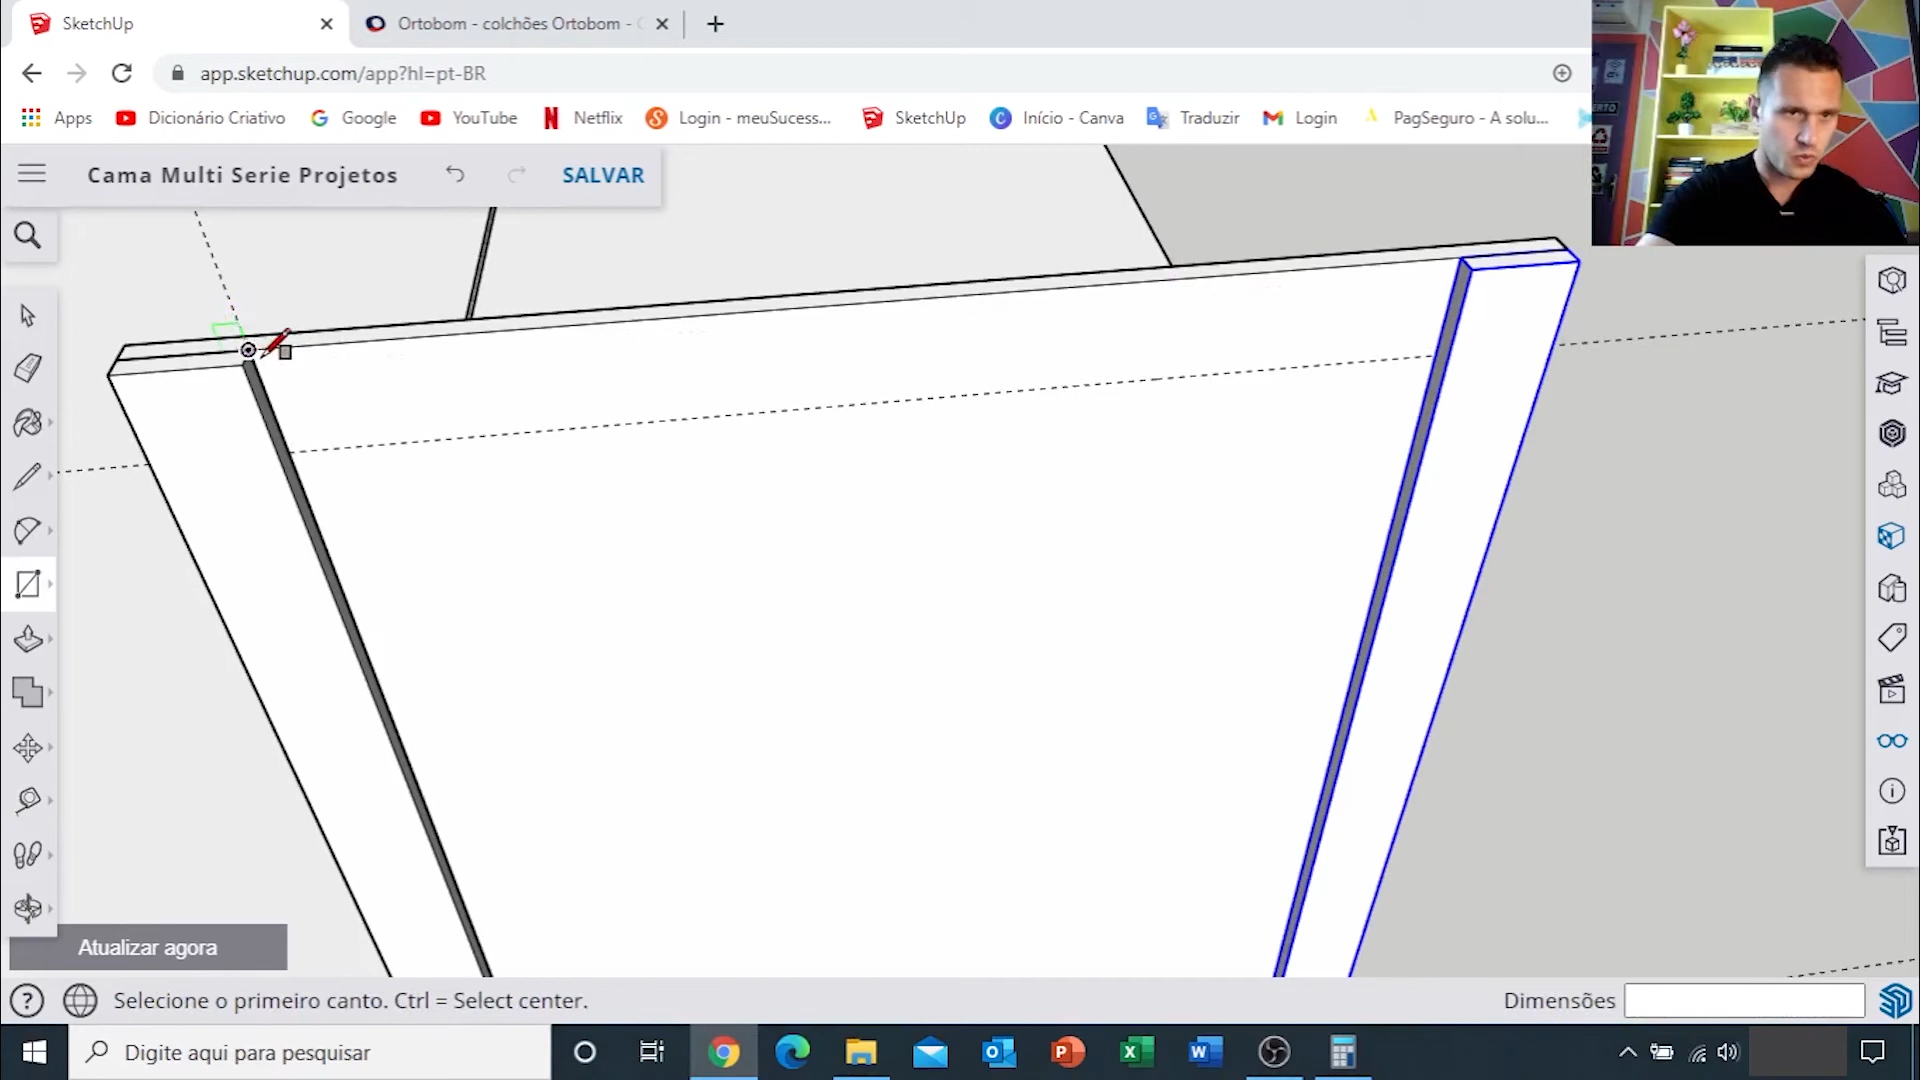 SketchUp
Ortobom - colchões Ortobom -
app.sketchup.com/app?hl=pt-BR
Apps
Dicionário Criativo
Google
YouTube
Netflix
Login - meuSucess...
SketchUp
Início - Canva
Traduzir
Login
PagSeguro - A solu...
Cama Multi Serie Projetos
SALVAR
Atualizar agora
Selecione o primeiro canto. Ctrl = Select center.
Dimensões
Digite aqui para pesquisar